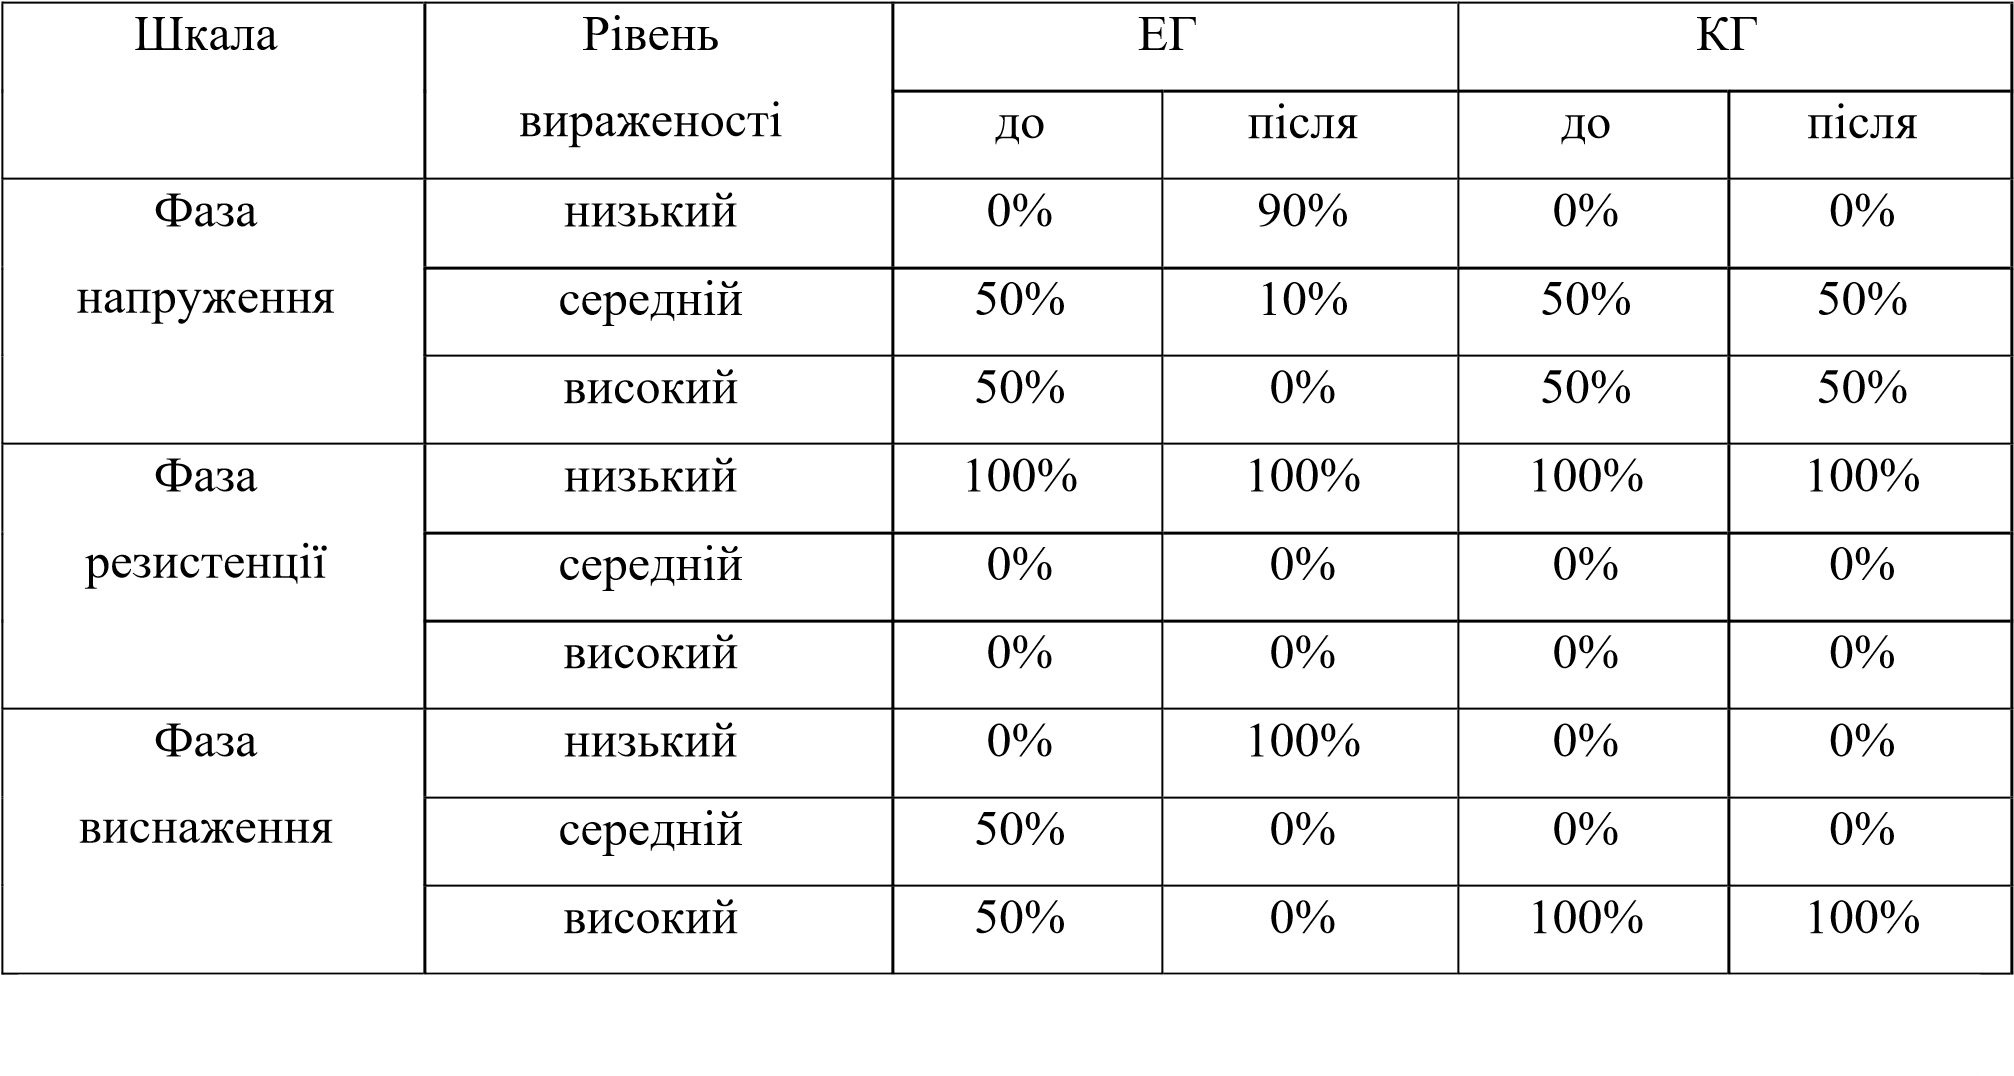 Шкала Рівень ЕГ КГ
вираженості до після до після
Фаза низький 0% 90% 0% 0%
напруження середній 50% 10% 50% 50%
високий 50% 0% 50% 50%
Фаза низький 100% 100% 100% 100%
резистенції середній 0% 0% 0% 0%
високий 0% 0% 0% 0%
Фаза низький 0% 100% 0% 0%
виснаження середній 50% 0% 0% 0%
високий 50% 0% 100% 100%